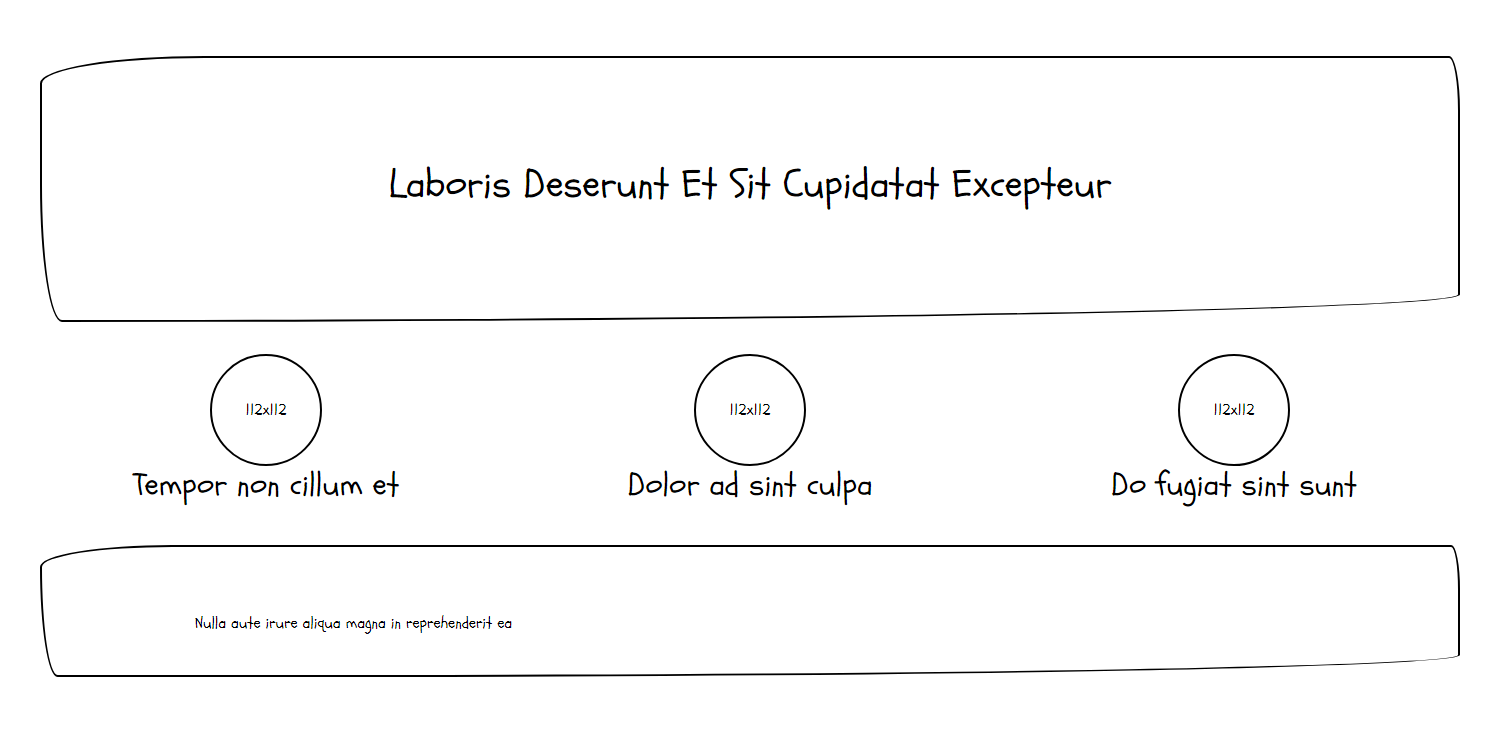 Laboris Deserunt Et Sit Cupidatat Excepteur
112x112
112x112
112x112
Tempor non cillum et
Dolor ad sint culpa
Do fugiat sint sunt
Nulla aute irure aliqua magna in reprehenderit ea